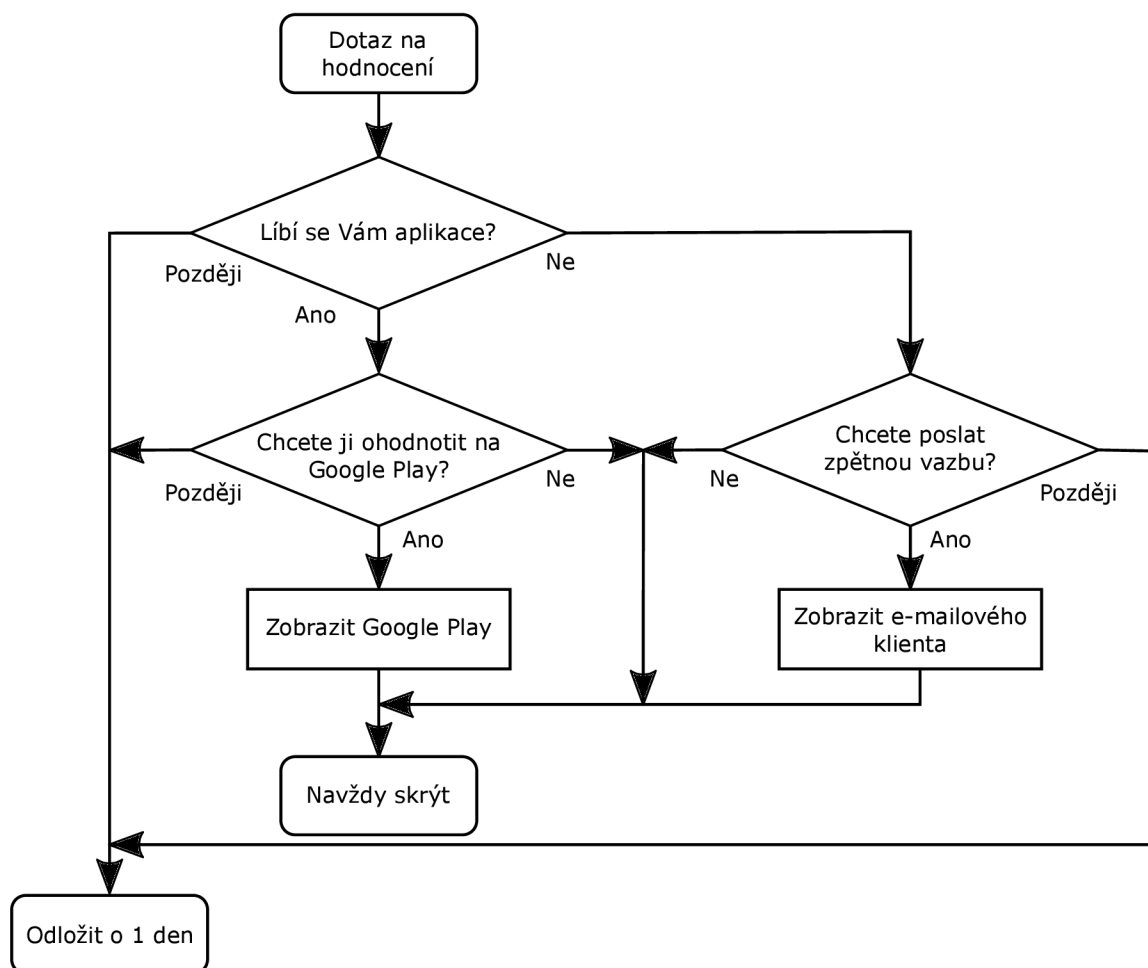 Dotaz na
hodnocení
Líbí se Vám aplikace?
Později
Ne
Ano
Chcete ji ohodnotit na
Google Play?
Později
Ne
Ano
Chcete poslat
zpětnou vazbu?
Ne
Později
Ano
Zobrazit Google Play
Zobrazit e-mailového
klienta
Navždy skrýt
Odložit o 1 den